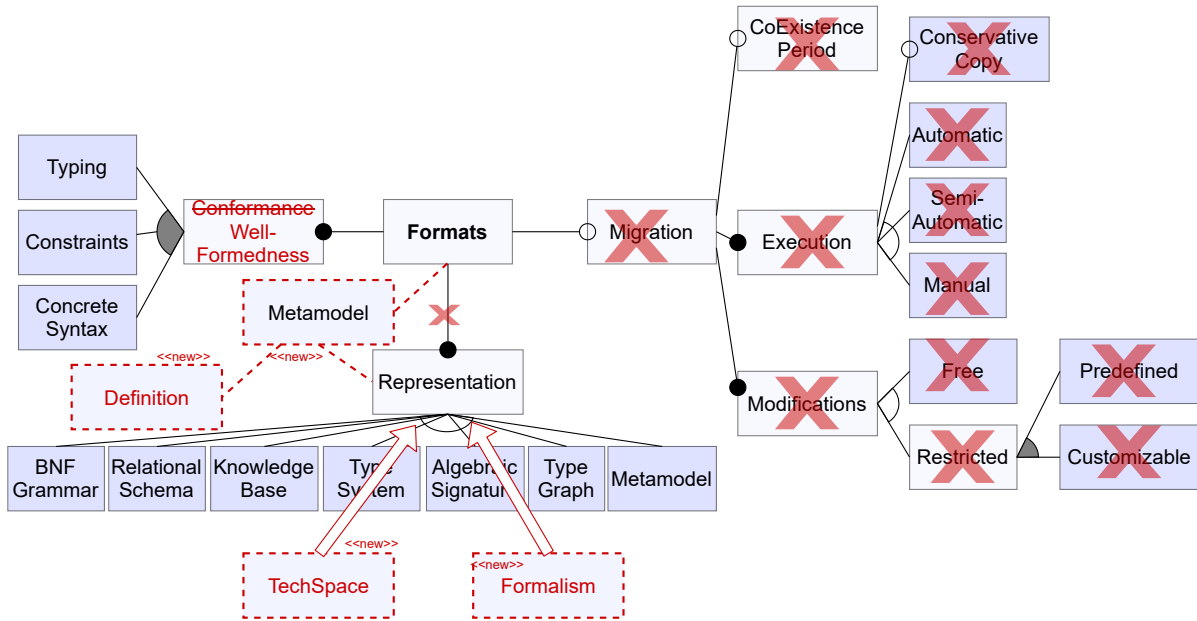 CoExistence
Period
Conservative
Copy
Automatic
Semi-
Automatic
Manual
Typing
Constraints
Concrete
Syntax
Conformance
Well-
Formedness
Formats
Migration
Execution
Metamodel
<<new>>
<<new>>
Definition
Representation
Modifications
Free
Restricted
Predefined
Customizable
BNF
Grammar
Relational
Schema
Knowledge
Base
Type
System
Algebraic
Signature
Type
Graph
Metamodel
<<new>>
TechSpace
<<new>>
Formalism